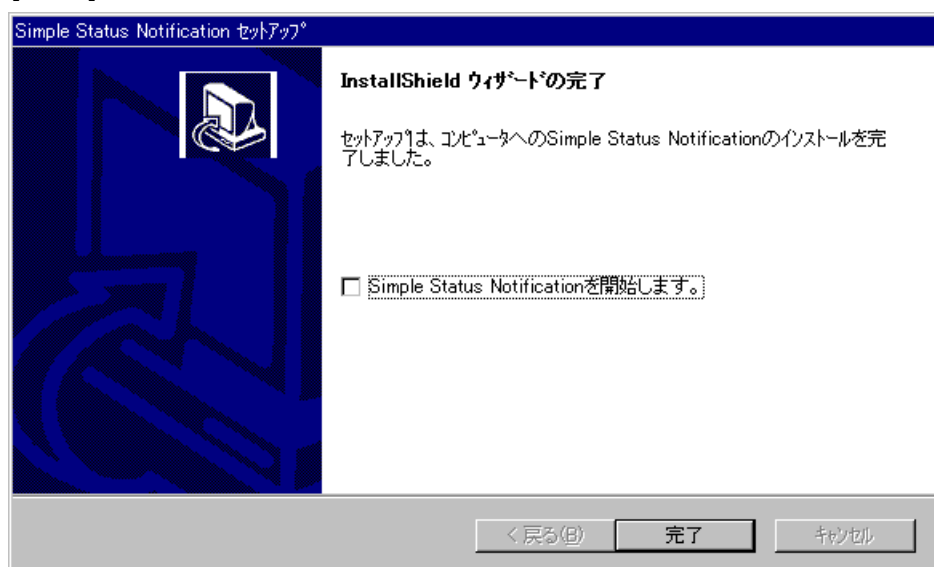 Simple Status Notification ｾｯﾄｱｯﾌﾟ
InstallShield ｳｨｻﾞｰﾄﾞの完了
ｾｯﾄｱｯﾌﾟは、ｺﾝﾋﾟｭｰﾀへのSimple Status Notificationのｲﾝｽﾄｰﾙを完
了しました。
Simple Status Notificationを開始します。
< 戻る(B)
完了
ｷｬﾝｾﾙ